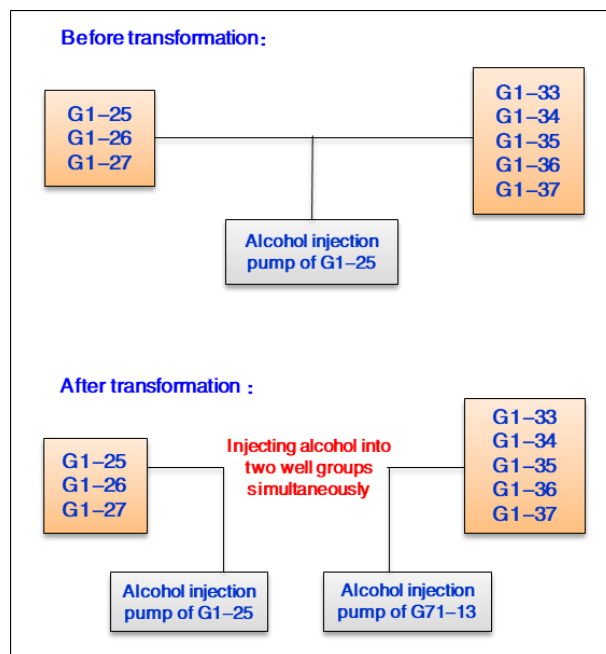 Before transformation:
G1-25
G1-26
G1-27
G1-33
G1-34
G1-35
G1-36
G1-37
Alcohol injection
pump of G1-25
After transformation :
G1-25
G1-26
G1-27
Injecting alcohol into
two well groups
simultaneously
G1-33
G1-34
G1-35
G1-36
G1-37
Alcohol injection
pump of G1-25
Alcohol injection
pump of G71-13